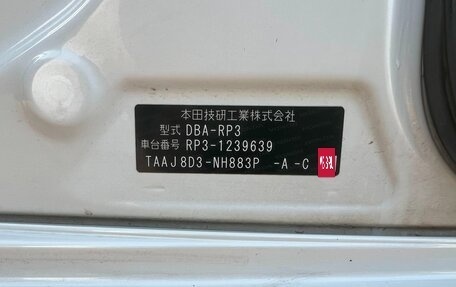 本田技研工業株式会社
型式 DBA-RP3
車台番号 RP3-1239639
TAAJ8D3-NH883P -A-C